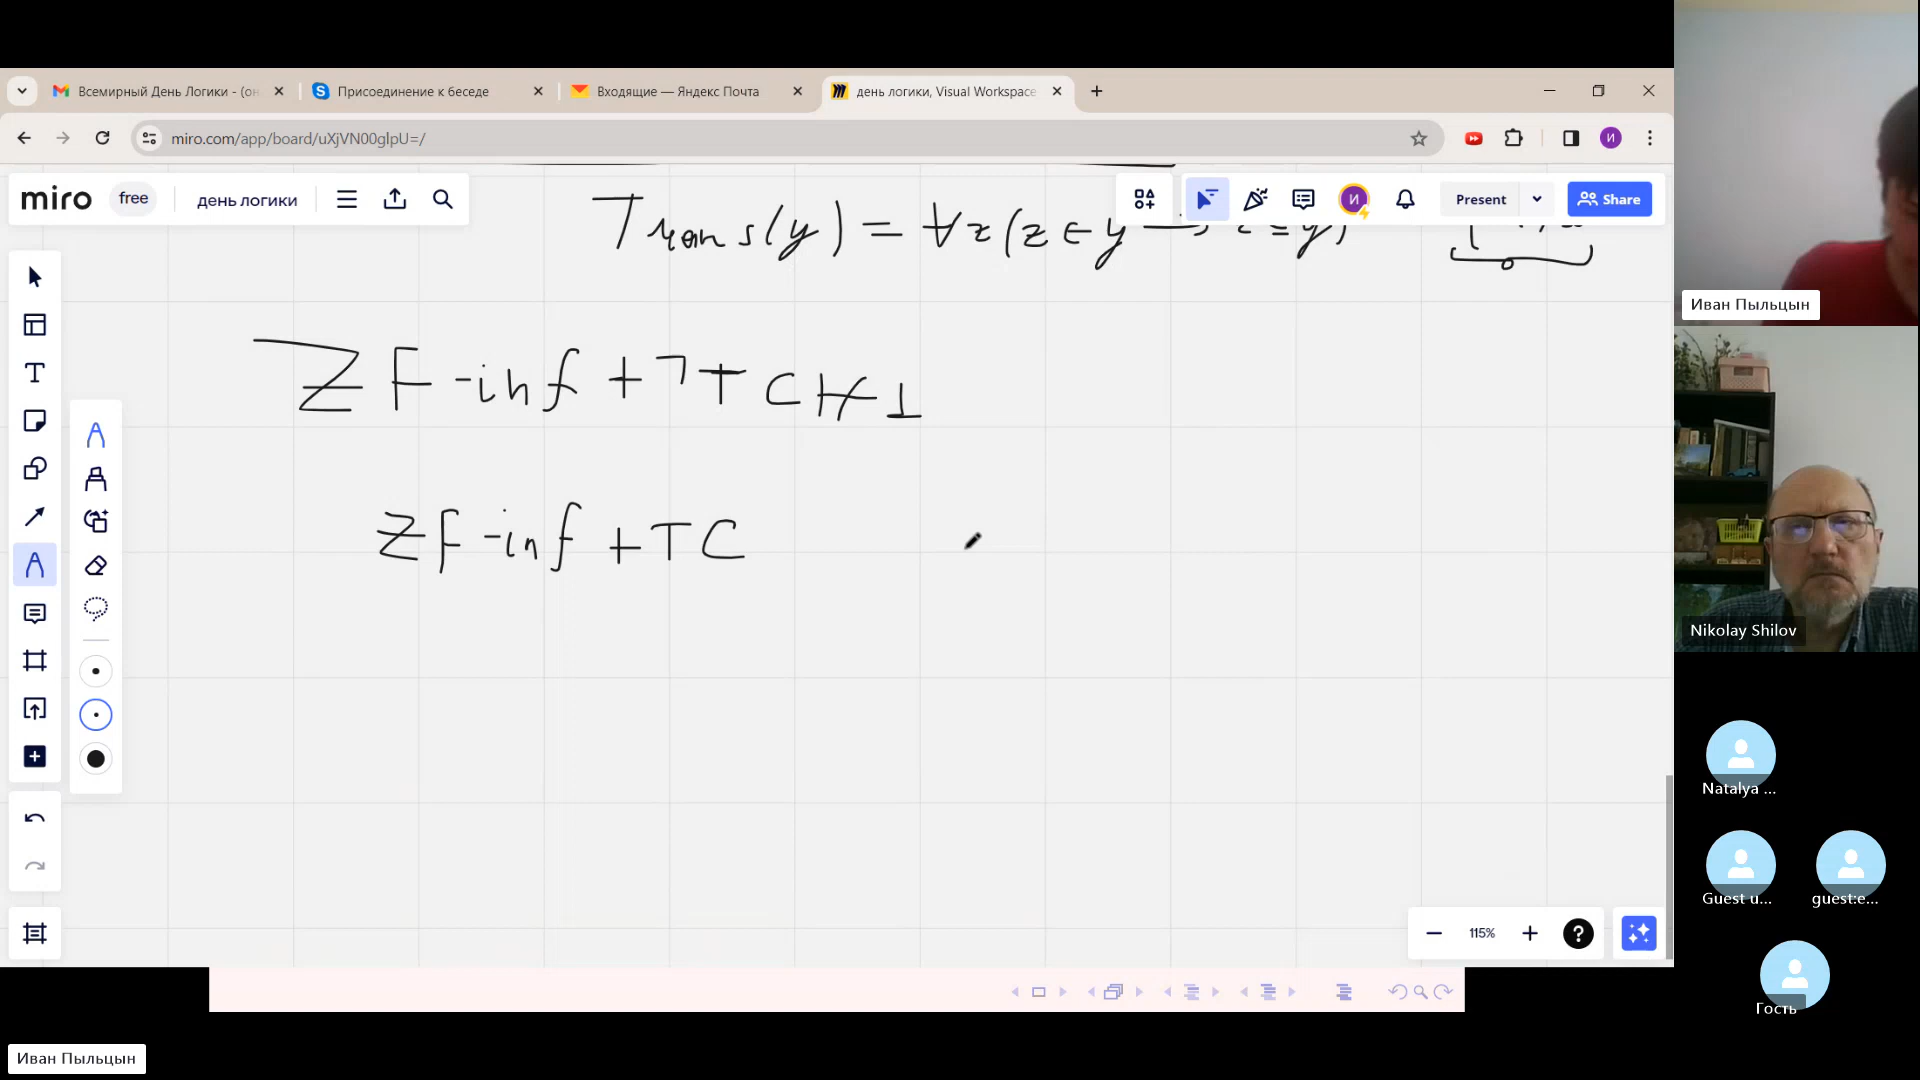 Всемирный День Логики - (он
Присоединение к беседе
Входящие — Яндекс Почта
день логики, Visual Workspace
miro.com/app/board/uXjVN00glpU=/
miro free день логики
Present Share
Trans(y) = ∀z(z ∈ y → z ⊆ y)
ZF -inf + ¬TC ⊬ ⊥
ZF -inf + TC
115%
Иван Пыльцын
Nikolay Shilov
Natalya ...
Guest u...
guest:e...
Гость
Иван Пыльцын